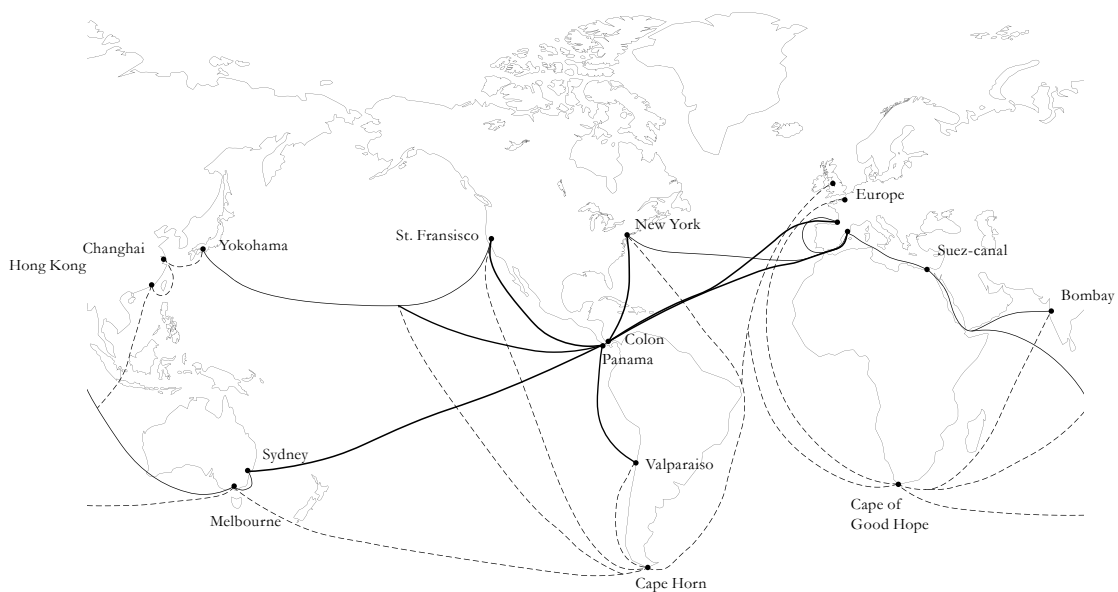 Europe
New York
St. Fransisco
Changhai
Yokohama
Suez-canal
Hong Kong
Bombay
Colon
Panama
Sydney
Valparaiso
Cape of
Good Hope
Melbourne
Cape Horn